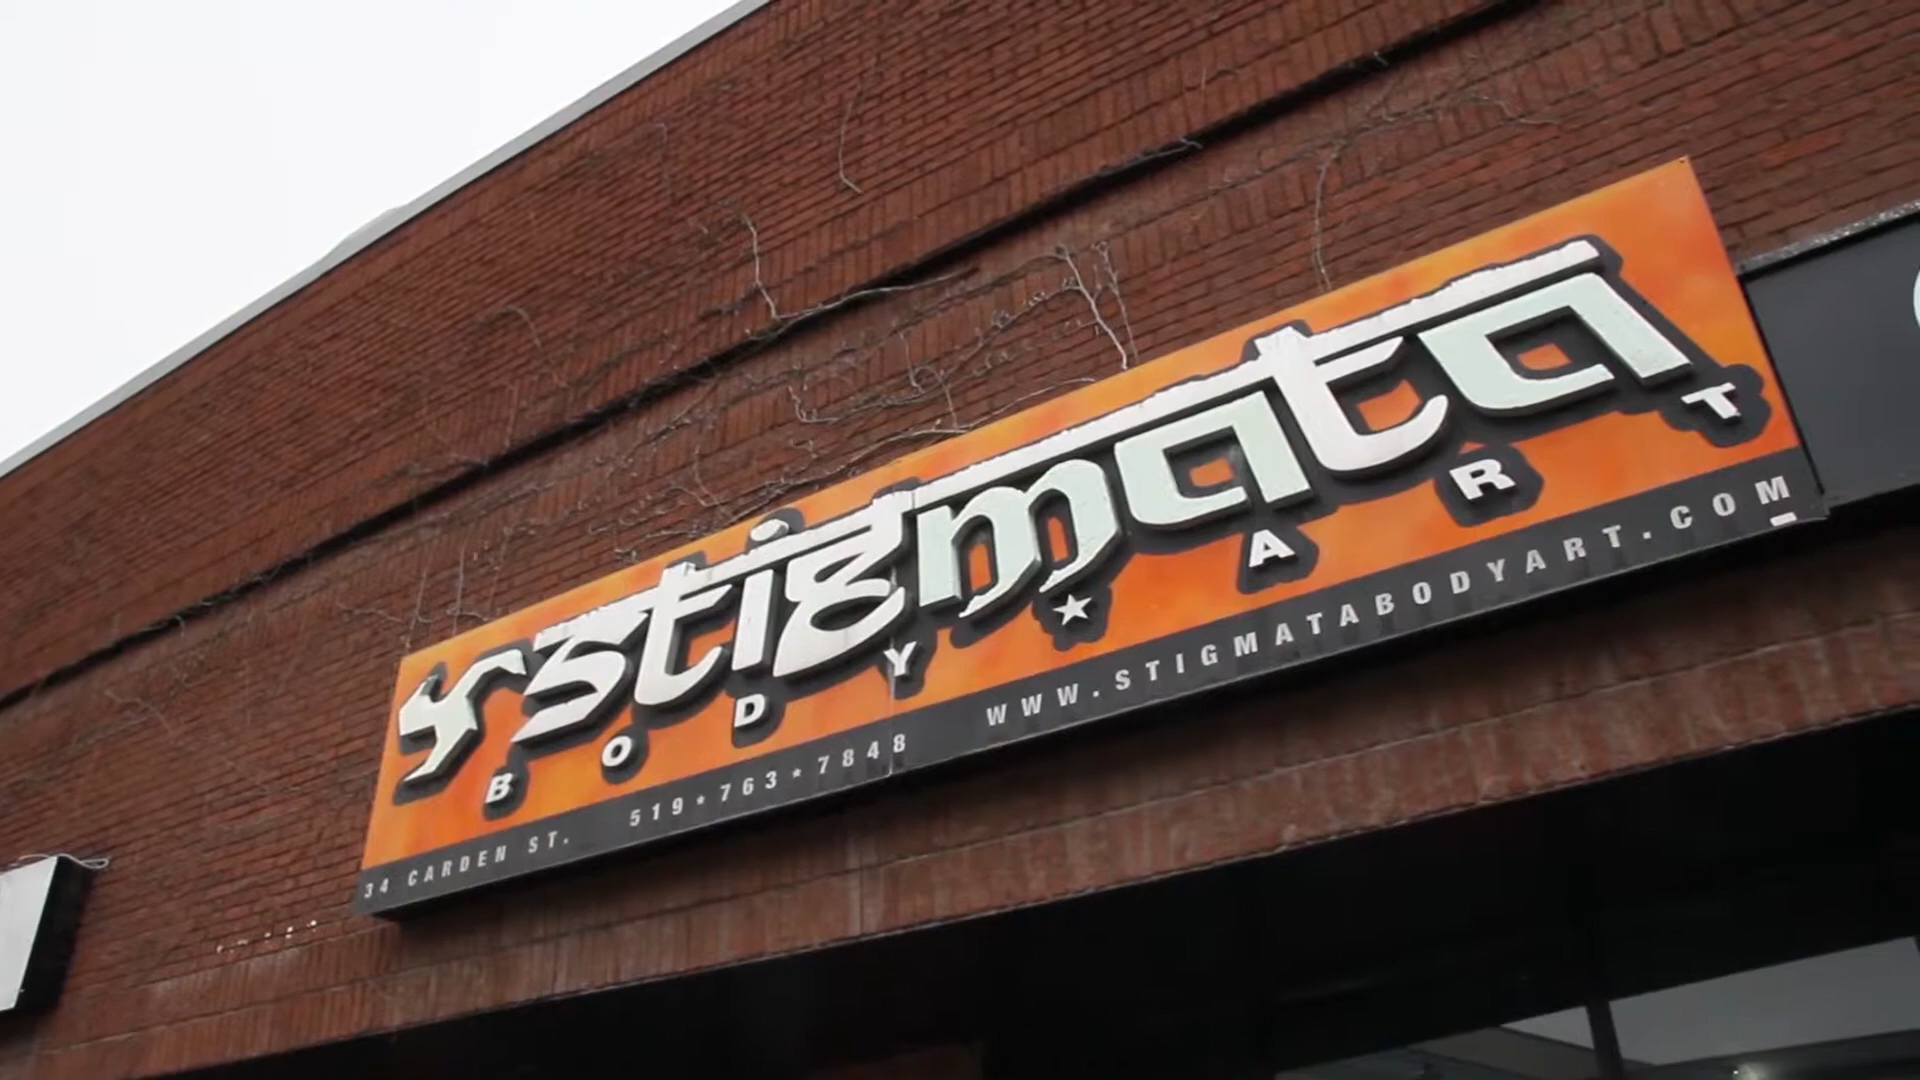 stigmata
BODY ★ ART
34 CARDEN ST. 519*763*7848 WWW.STIGMATABODYART.COM